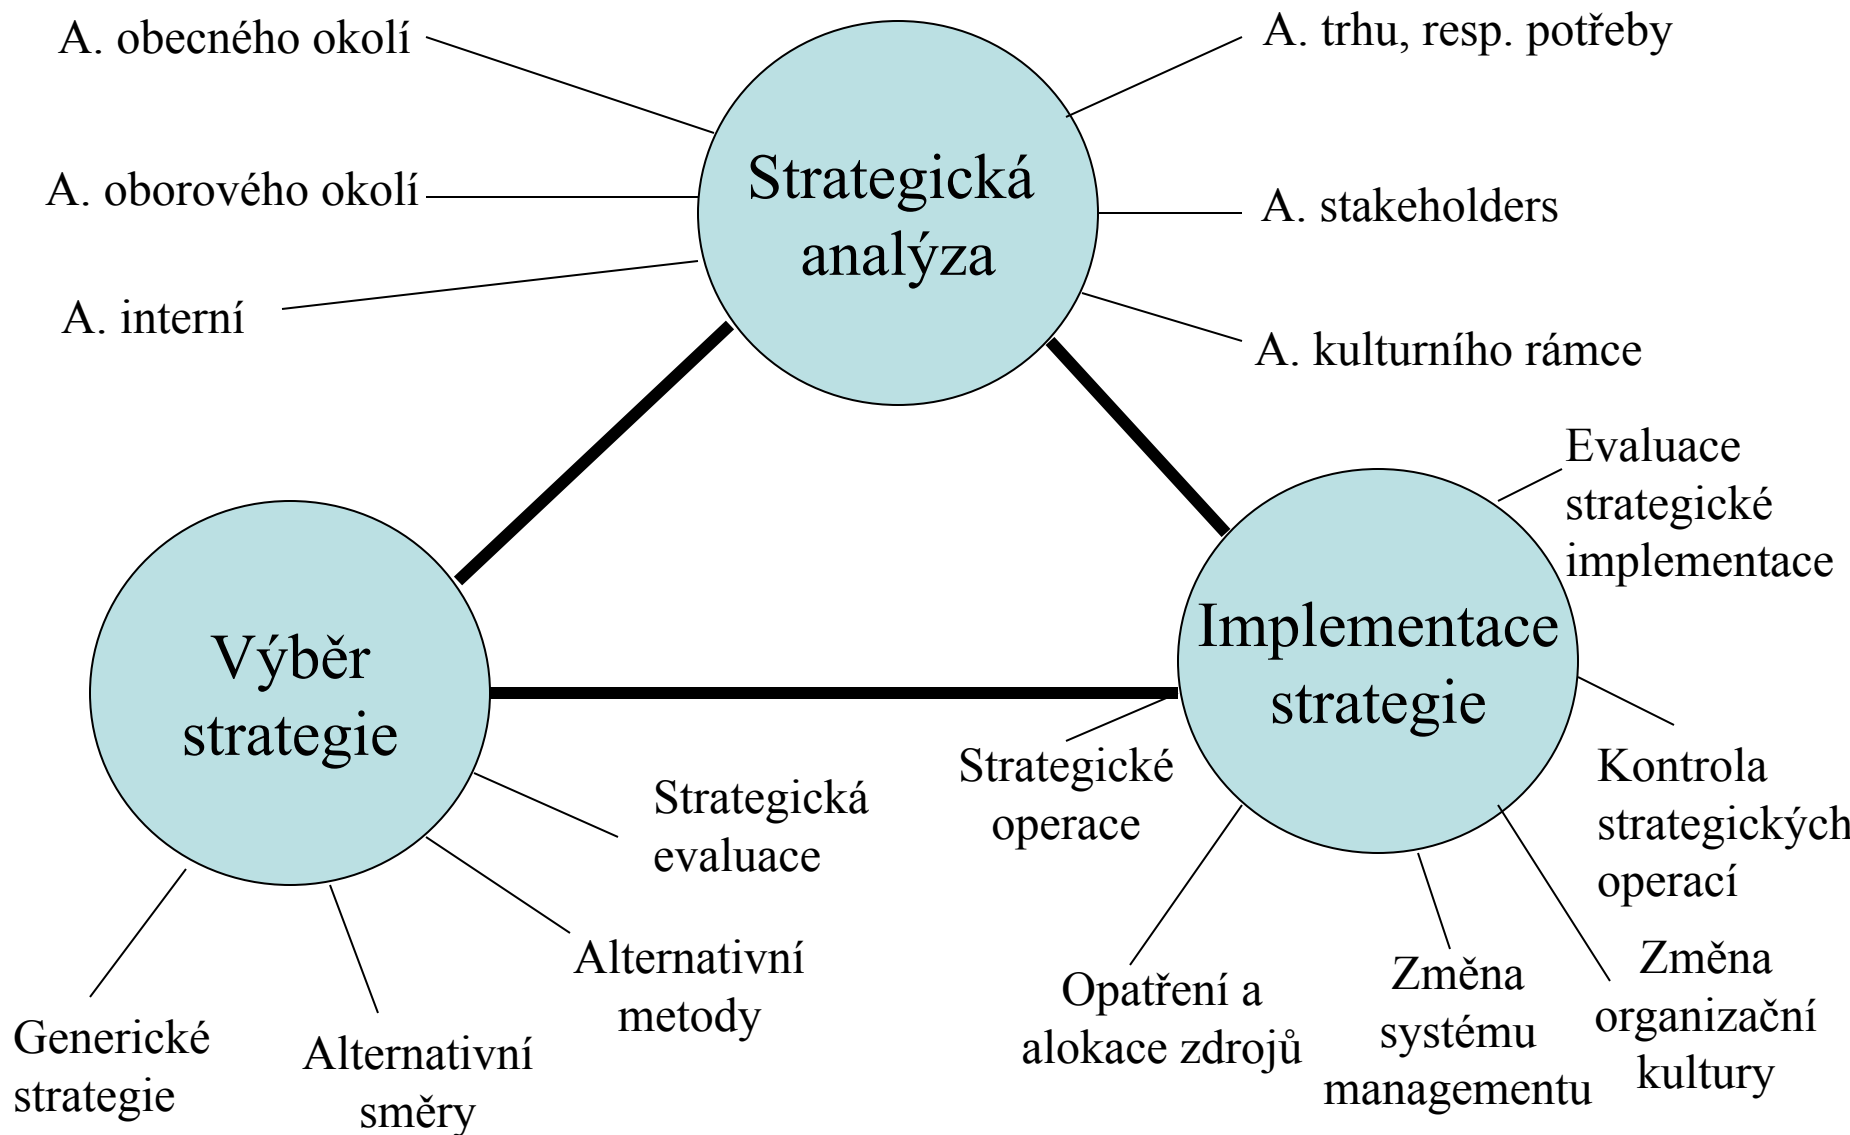 A. obecného okolí
A. trhu, resp. potřeby
A. oborového okolí
Strategická
analýza
A. stakeholders
A. interní
A. kulturního rámce
Evaluace
strategické
implementace
Výběr
strategie
Implementace
strategie
Strategická
evaluace
Strategické
operace
Kontrola
strategických
operací
Generické
strategie
Alternativní
směry
Alternativní
metody
Opatření a
alokace zdrojů
Změna
systému
managementu
Změna
organizační
kultury